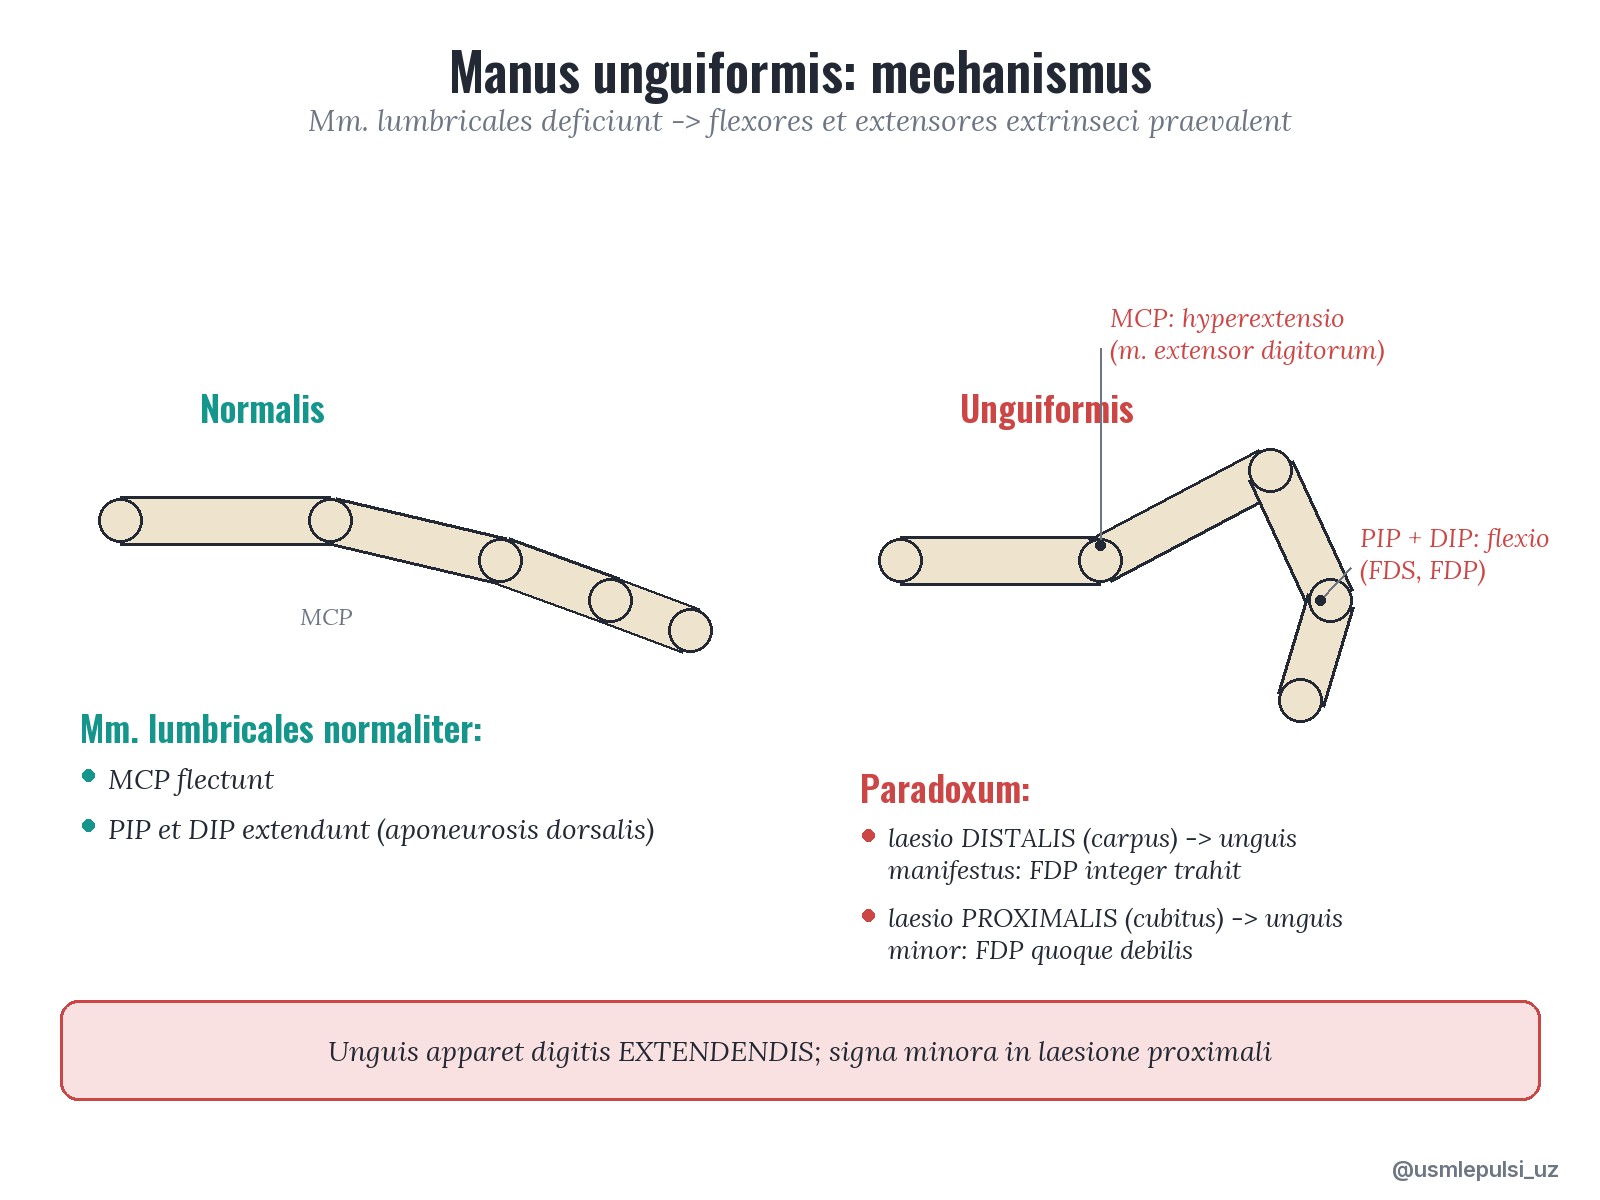 Manus unguiformis: mechanismus
Mm. lumbricales deficiunt -> flexores et extensores extrinseci praevalent
MCP: hyperextensio
(m. extensor digitorum)
Normalis
Unguiformis
PIP + DIP: flexio
(FDS, FDP)
MCP
Mm. lumbricales normaliter:
MCP flectunt
PIP et DIP extendunt (aponeurosis dorsalis)
Paradoxum:
laesio DISTALIS (carpus) -> unguis
manifestus: FDP integer trahit
laesio PROXIMALIS (cubitus) -> unguis
minor: FDP quoque debilis
Unguis apparet digitis EXTENDENDIS; signa minora in laesione proximali
@usmlepulsi_uz